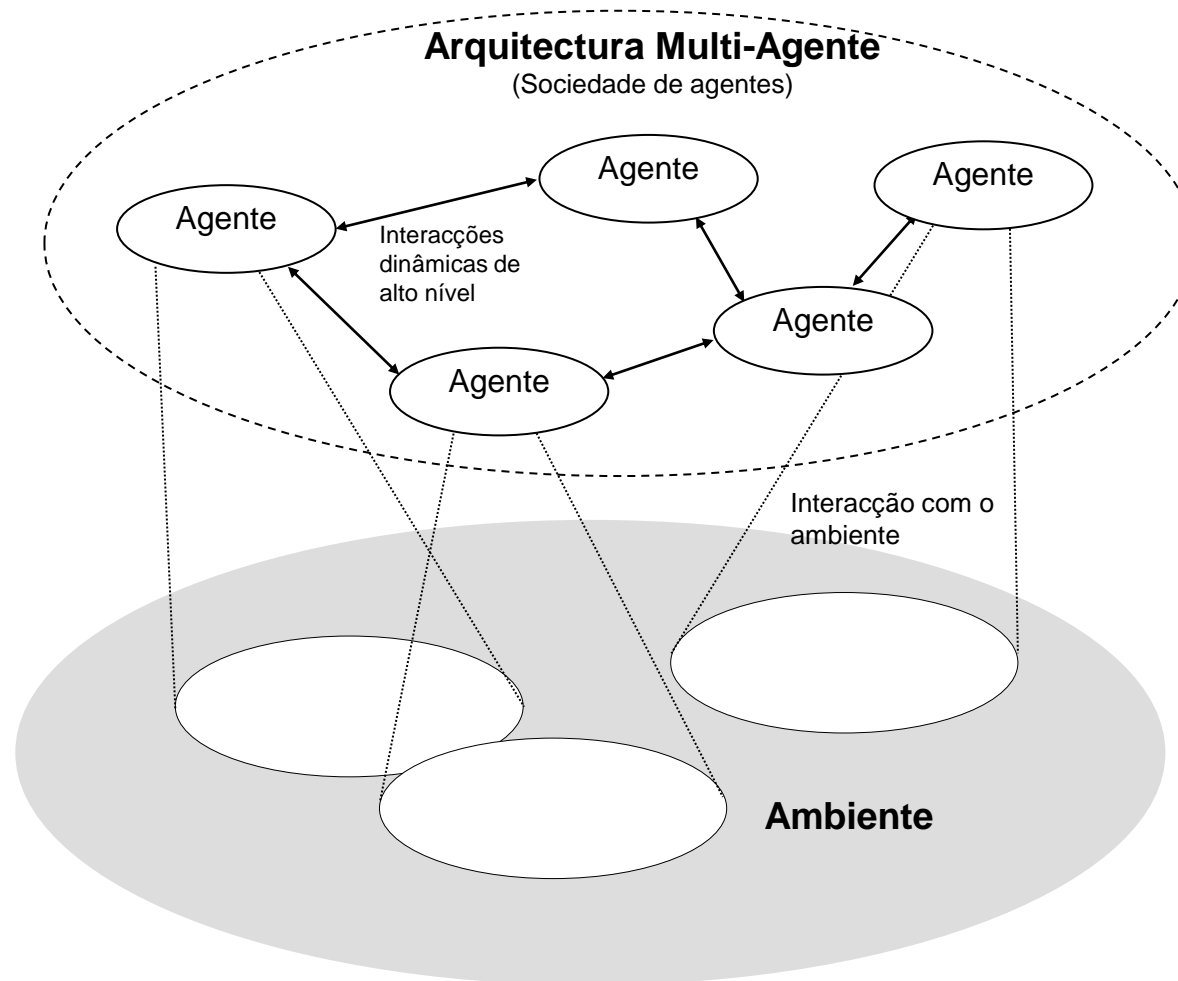 Arquitectura Multi-Agente
(Sociedade de agentes)
Agente
Agente
Agente
Interacções
dinâmicas de
alto nível
Agente
Agente
Interacção com o
ambiente
Ambiente